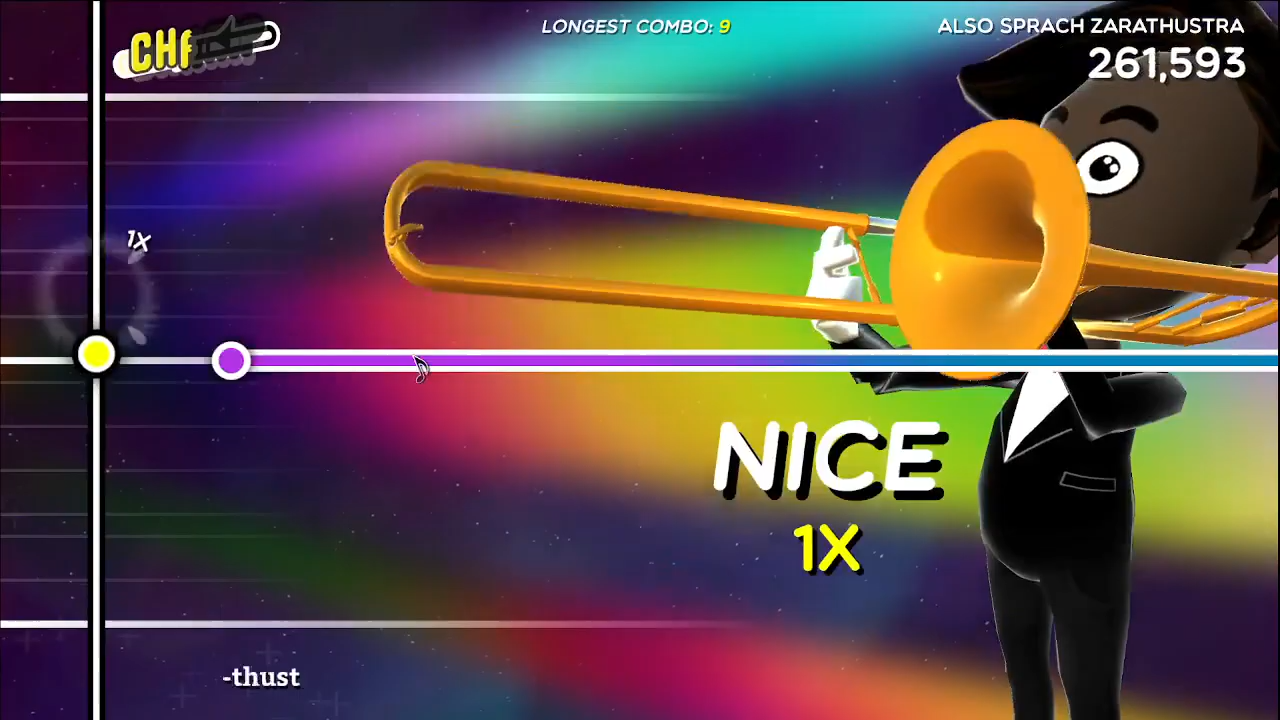 LONGEST COMBO: 9
ALSO SPRACH ZARATHUSTRA
261,593
1X
NICE
1X
-thust